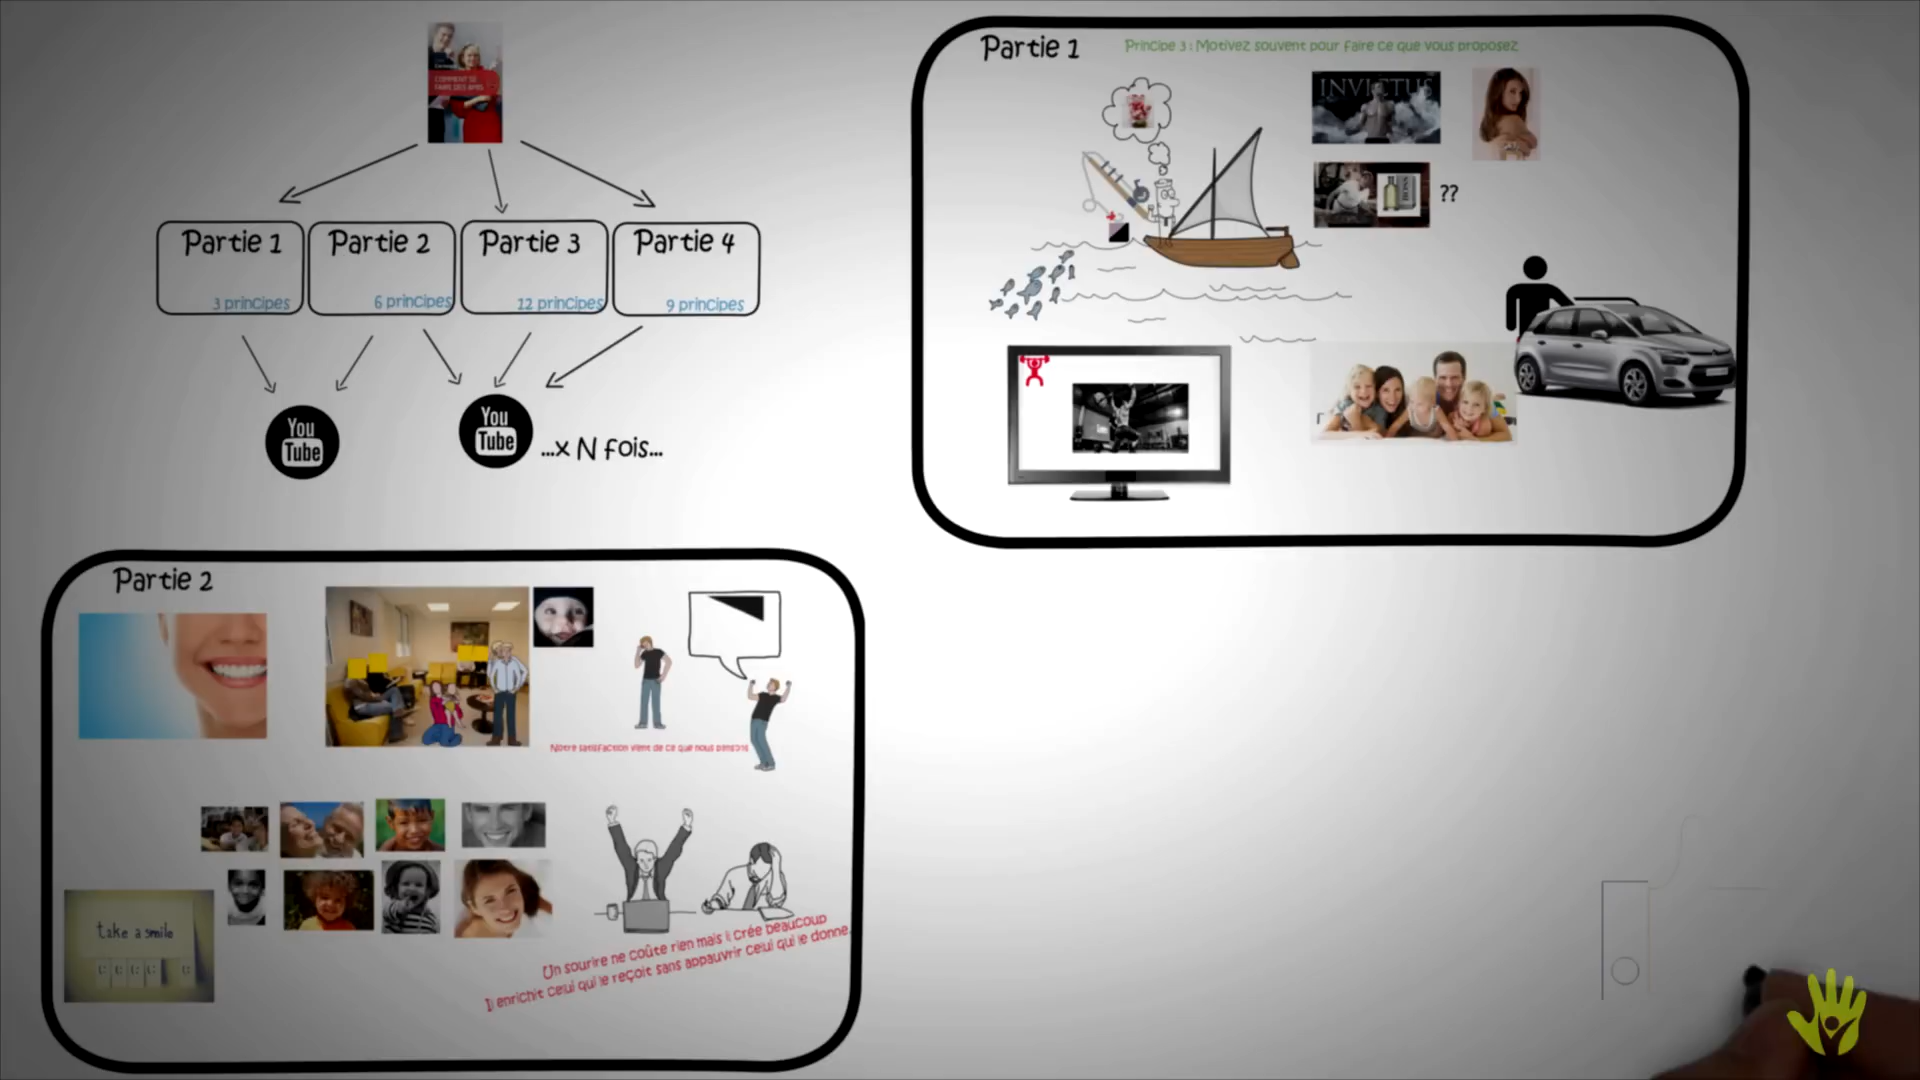 COMMENT SE
FAIRE DES AMIS
Partie 1
3 principes
Partie 2
6 principes
Partie 3
12 principes
Partie 4
9 principes
You
Tube
You
Tube
...x N fois...
Partie 1
Principe 3 : Motivez souvent pour faire ce que vous proposez
INVICTUS
BOSS
??
Partie 2
Notre satisfaction vient de ce que nous pensons
take a smile
Un sourire ne coûte rien mais il crée beaucoup
Il enrichit celui qui le reçoit sans appauvrir celui qui le donne.